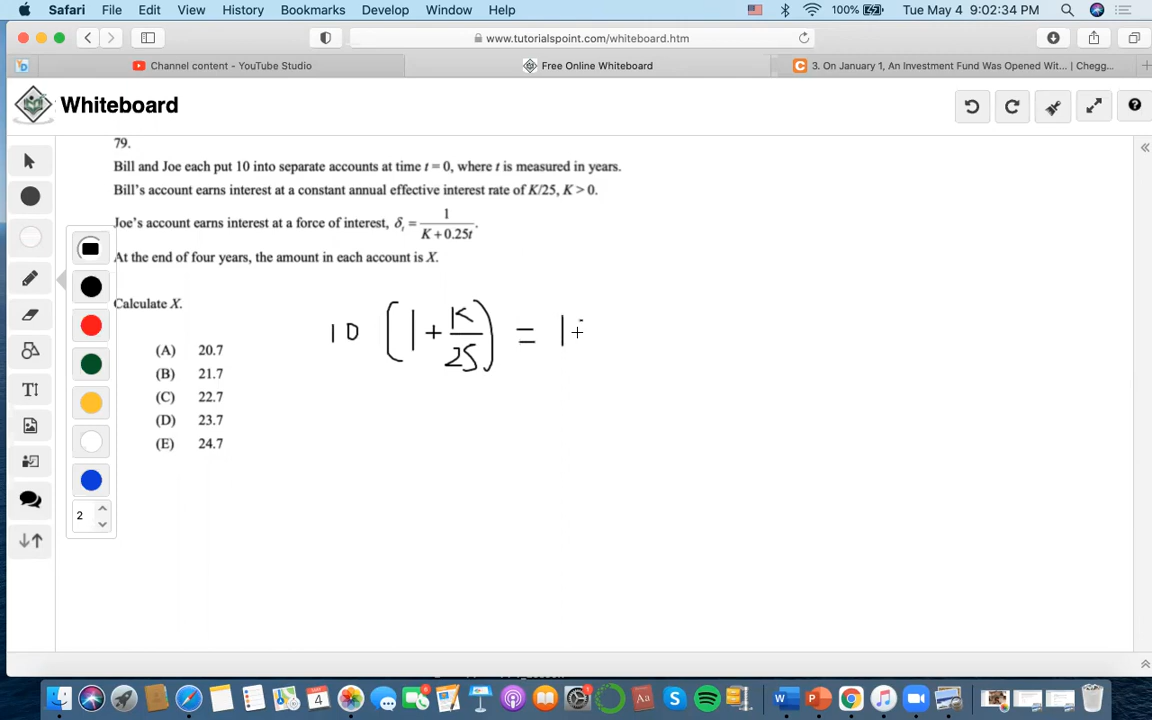 Safari File Edit View History Bookmarks Develop Window Help 100% Tue May 4 9:02:34 PM
www.tutorialspoint.com/whiteboard.htm
Channel content - YouTube Studio Free Online Whiteboard 3. On January 1, An Investment Fund Was Opened Wit... | Chegg...
Whiteboard
79.
Bill and Joe each put 10 into separate accounts at time t = 0, where t is measured in years.
Bill's account earns interest at a constant annual effective interest rate of K/25, K > 0.
Joe's account earns interest at a force of interest, δt = 1 / (K + 0.25t).
At the end of four years, the amount in each account is X.
Calculate X.
(A) 20.7
(B) 21.7
(C) 22.7
(D) 23.7
(E) 24.7
10 (1 + K/25) = 1
2